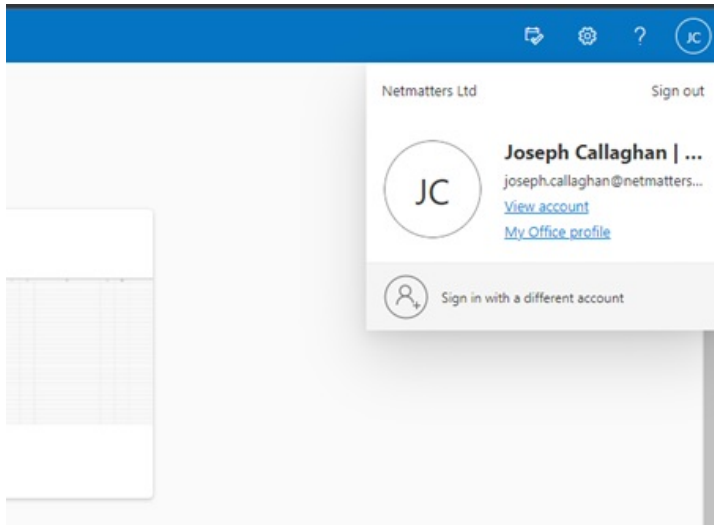 ? JC
Netmatters Ltd Sign out
JC
Joseph Callaghan | ...
joseph.callaghan@netmatters...
View account
My Office profile
Sign in with a different account